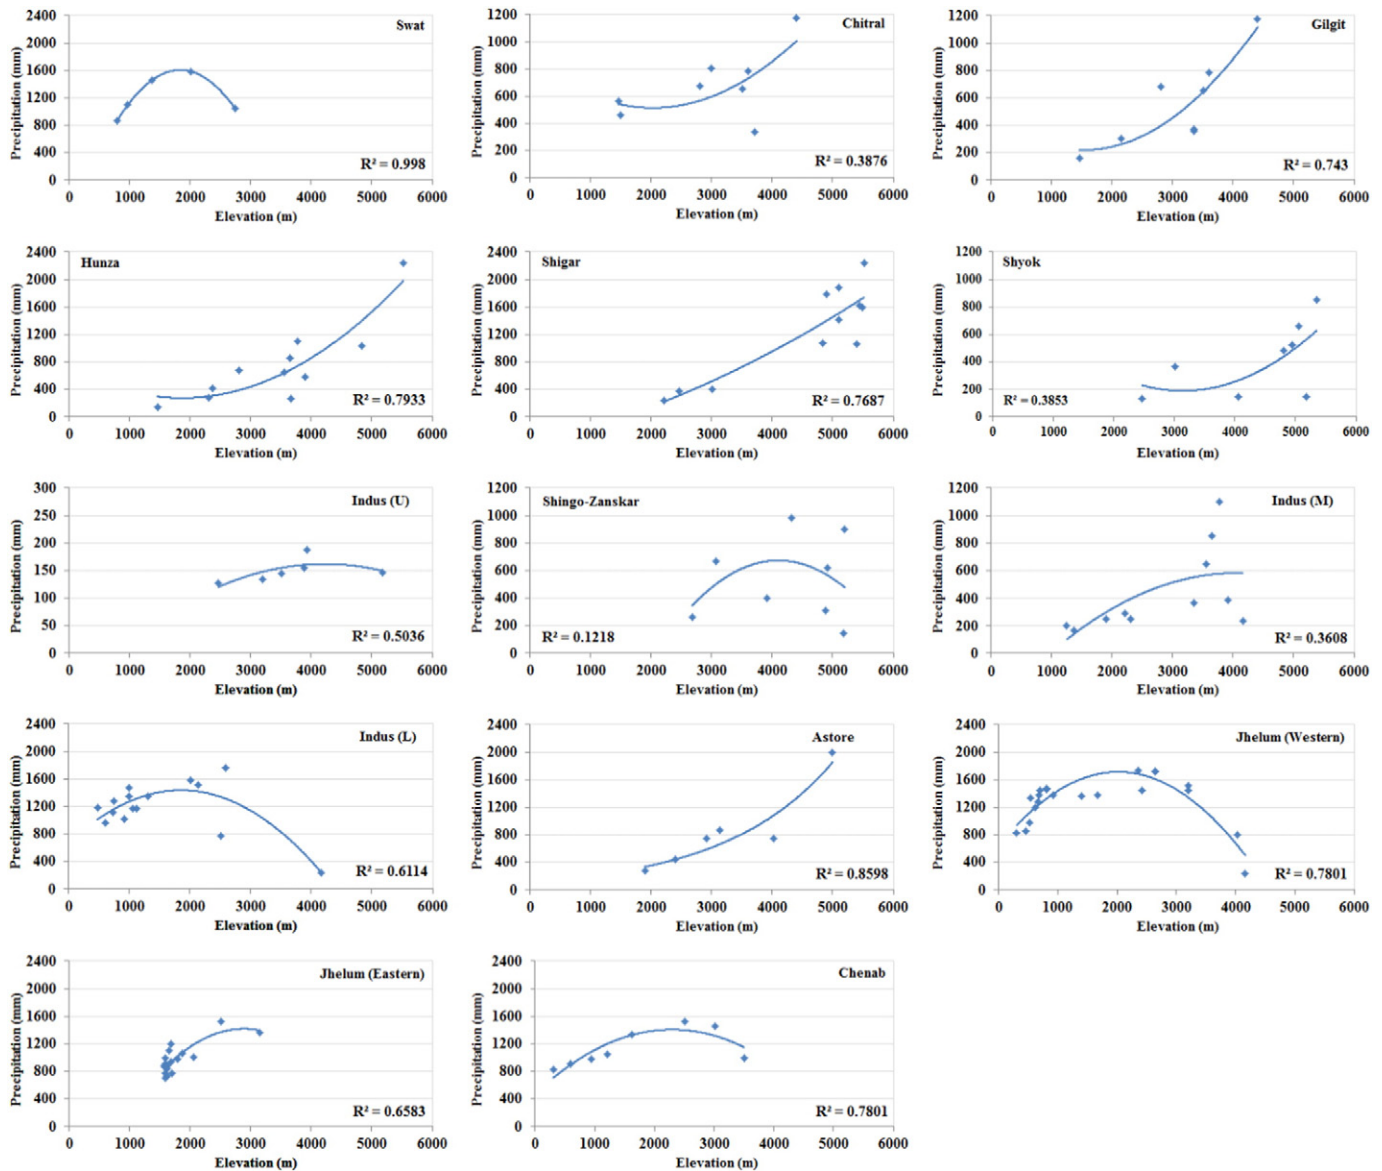 Swat
Precipitation (mm)
2400
2000
1600
1200
800
400
0
R² = 0.998
0 1000 2000 3000 4000 5000 6000
Elevation (m)
Chitral
Precipitation (mm)
1200
1000
800
600
400
200
0
R² = 0.3876
0 1000 2000 3000 4000 5000 6000
Elevation (m)
Gilgit
Precipitation (mm)
1200
1000
800
600
400
200
0
R² = 0.743
0 1000 2000 3000 4000 5000 6000
Elevation (m)
Hunza
Precipitation (mm)
2400
2000
1600
1200
800
400
0
R² = 0.7933
0 1000 2000 3000 4000 5000 6000
Elevation (m)
Shigar
Precipitation (mm)
2400
2000
1600
1200
800
400
0
R² = 0.7687
0 1000 2000 3000 4000 5000 6000
Elevation (m)
Shyok
Precipitation (mm)
1200
1000
800
600
400
200
0
R² = 0.3853
0 1000 2000 3000 4000 5000 6000
Elevation (m)
Indus (U)
Precipitation (mm)
300
250
200
150
100
50
0
R² = 0.5036
0 1000 2000 3000 4000 5000 6000
Elevation (m)
Shingo-Zanskar
Precipitation (mm)
1200
1000
800
600
400
200
0
R² = 0.1218
0 1000 2000 3000 4000 5000 6000
Elevation (m)
Indus (M)
Precipitation (mm)
1200
1000
800
600
400
200
0
R² = 0.3608
0 1000 2000 3000 4000 5000 6000
Elevation (m)
Indus (L)
Precipitation (mm)
2400
2000
1600
1200
800
400
0
R² = 0.6114
0 1000 2000 3000 4000 5000 6000
Elevation (m)
Astore
Precipitation (mm)
2400
2000
1600
1200
800
400
0
R² = 0.8598
0 1000 2000 3000 4000 5000 6000
Elevation (m)
Jhelum (Western)
Precipitation (mm)
2400
2000
1600
1200
800
400
0
R² = 0.7801
0 1000 2000 3000 4000 5000 6000
Elevation (m)
Jhelum (Eastern)
Precipitation (mm)
2400
2000
1600
1200
800
400
0
R² = 0.6583
0 1000 2000 3000 4000 5000 6000
Elevation (m)
Chenab
Precipitation (mm)
2400
2000
1600
1200
800
400
0
R² = 0.7801
0 1000 2000 3000 4000 5000 6000
Elevation (m)